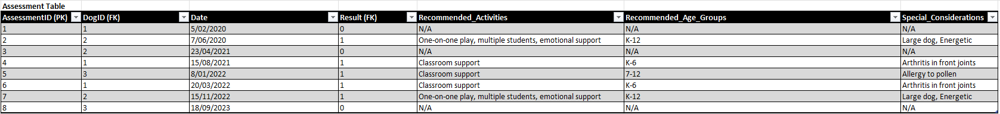 Assessment Table
AssessmentID (PK) DogID (FK) Date Result (FK) Recommended_Activities Recommended_Age_Groups Special_Considerations
1 1 5/02/2020 0 N/A N/A N/A
2 2 7/06/2020 1 One-on-one play, multiple students, emotional support K-12 Large dog, Energetic
3 2 23/04/2021 0 N/A N/A N/A
4 1 15/08/2021 1 Classroom support K-6 Arthritis in front joints
5 3 8/01/2022 1 Classroom support 7-12 Allergy to pollen
6 1 20/03/2022 1 Classroom support K-6 Arthritis in front joints
7 2 15/11/2022 1 One-on-one play, multiple students, emotional support K-12 Large dog, Energetic
8 3 18/09/2023 0 N/A N/A N/A